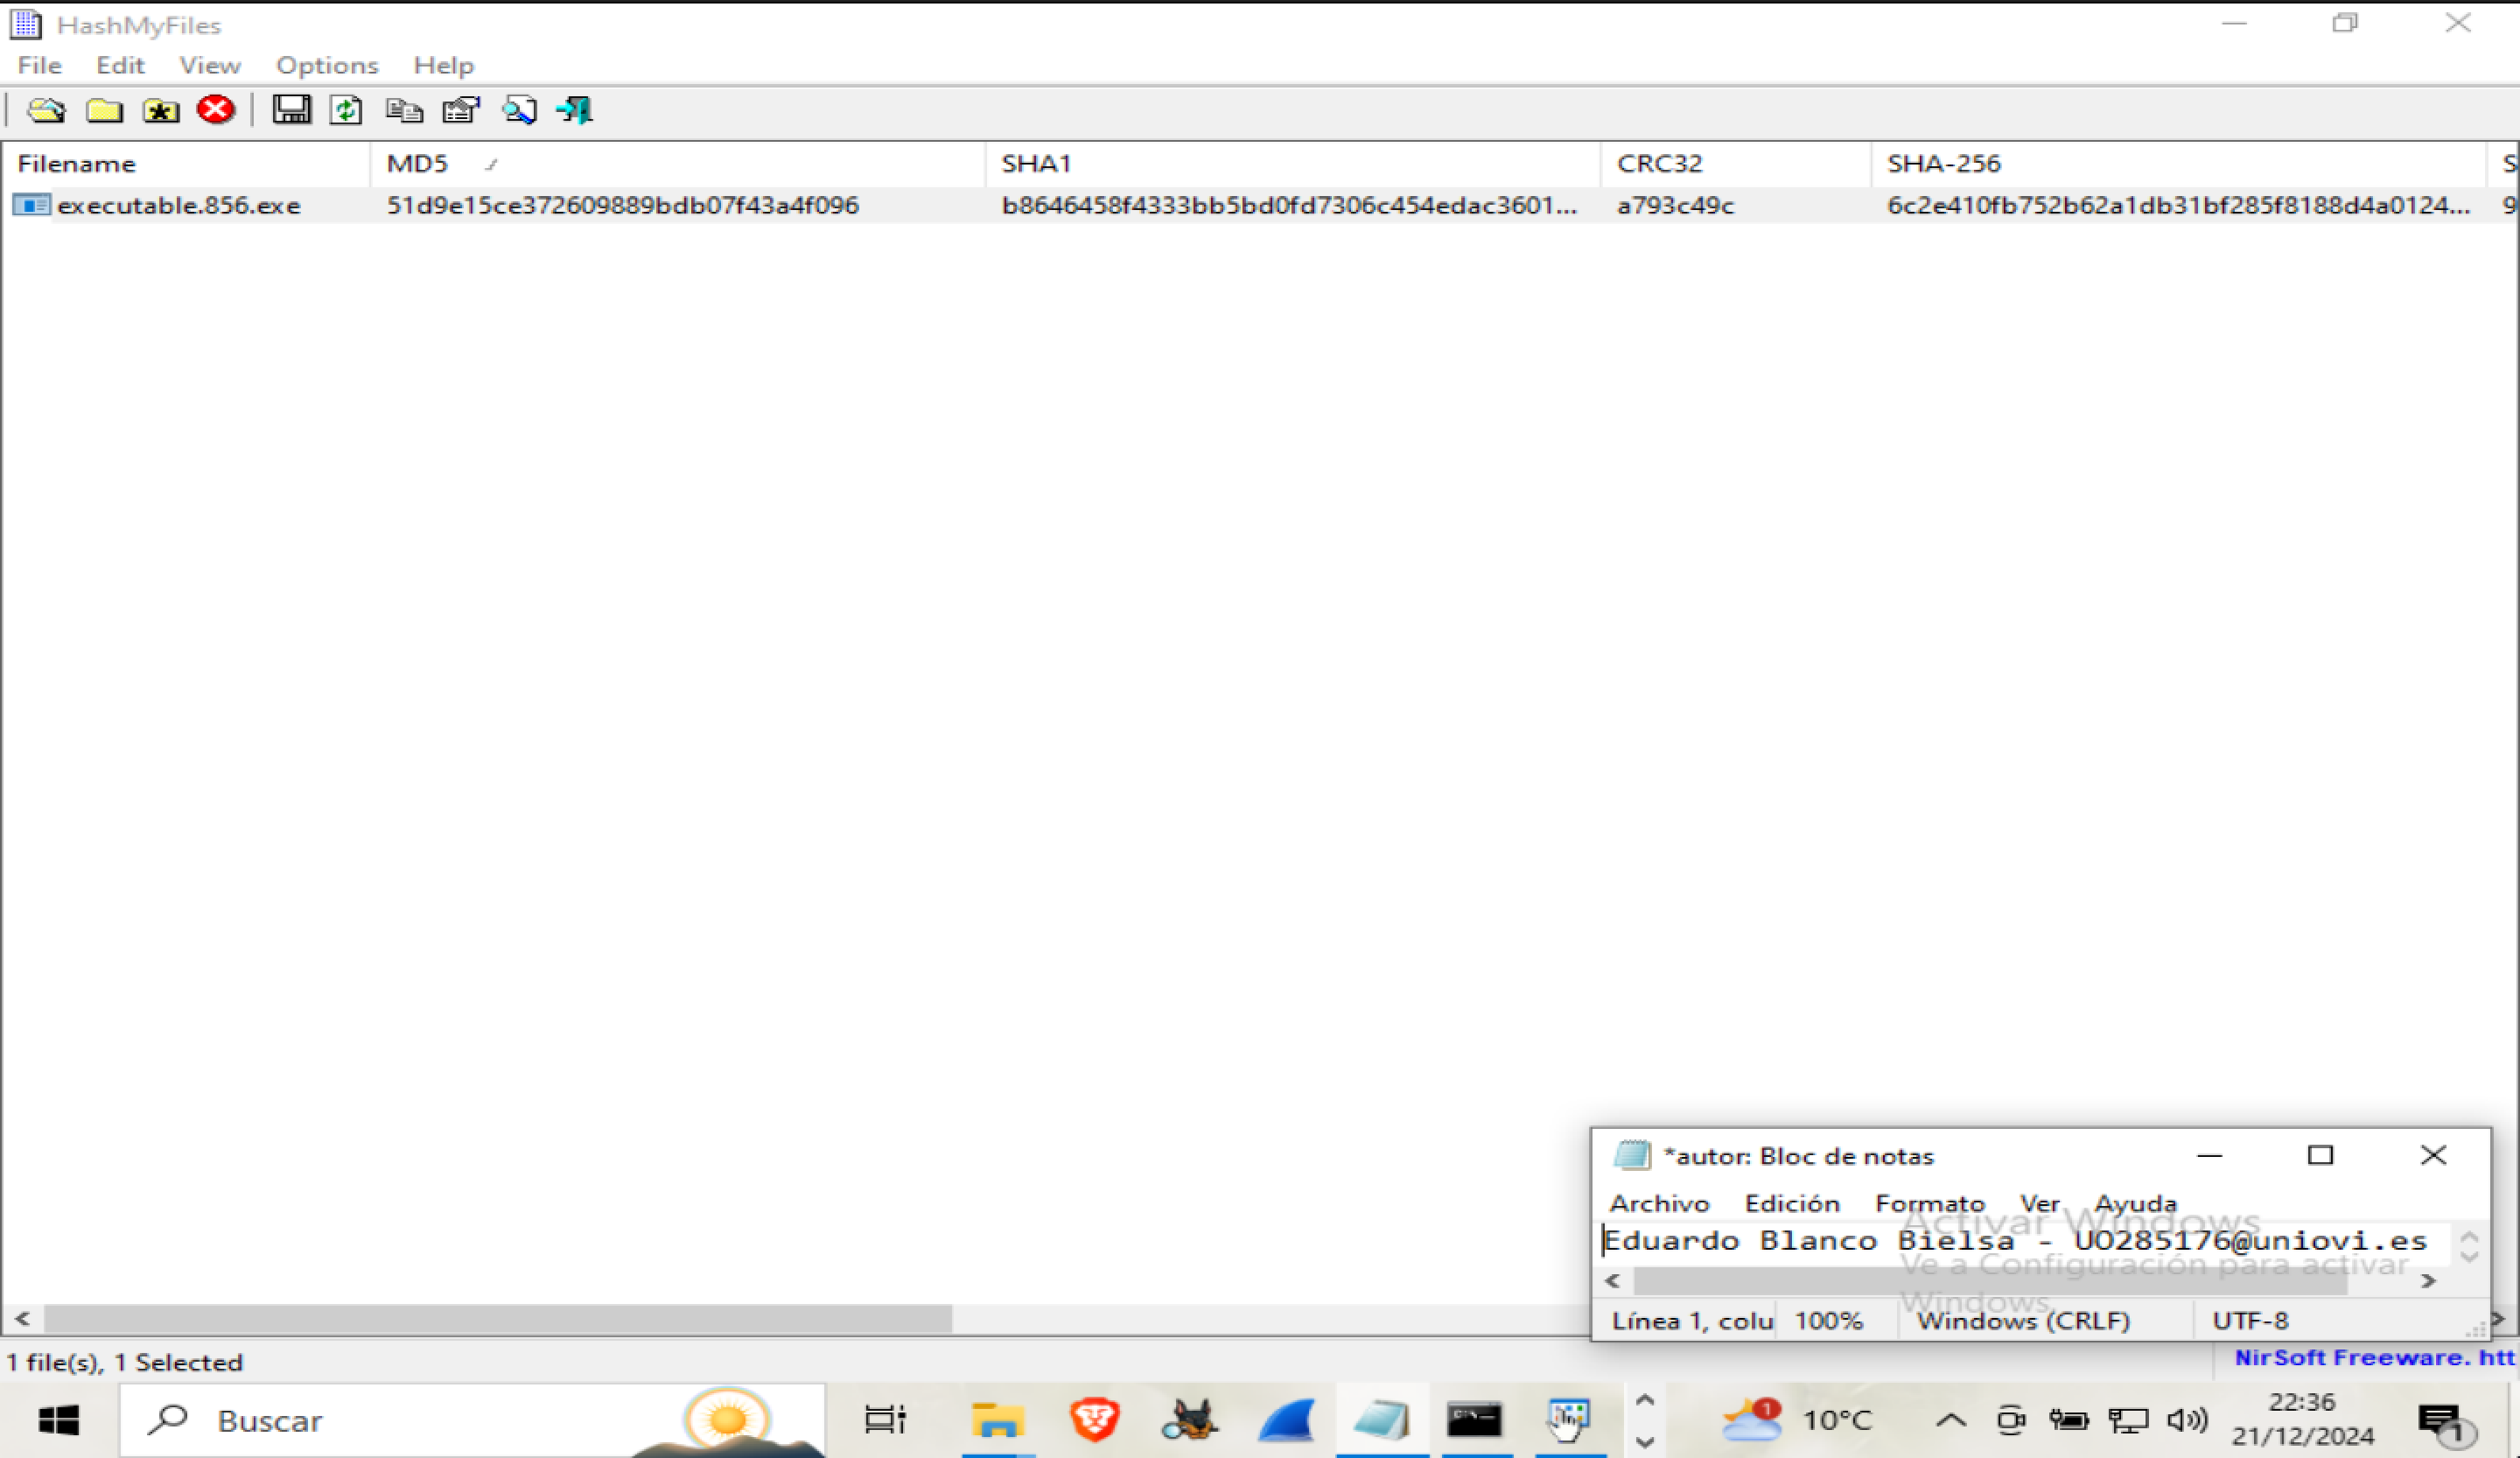 HashMyFiles
File Edit View Options Help
Filename MD5 SHA1 CRC32 SHA-256 S
executable.856.exe 51d9e15ce372609889bdb07f43a4f096 b8646458f4333bb5bd0fd7306c454edac3601... a793c49c 6c2e410fb752b62a1db31bf285f8188d4a0124... 9
*autor: Bloc de notas
Archivo Edición Formato Ver Ayuda
Activar Windows
Eduardo Blanco Bielsa - UO285176@uniovi.es
Ve a Configuración para activar
Windows.
Línea 1, colu 100% Windows (CRLF) UTF-8
1 file(s), 1 Selected
NirSoft Freeware. htt
Buscar
1
10°C
22:36
21/12/2024
1